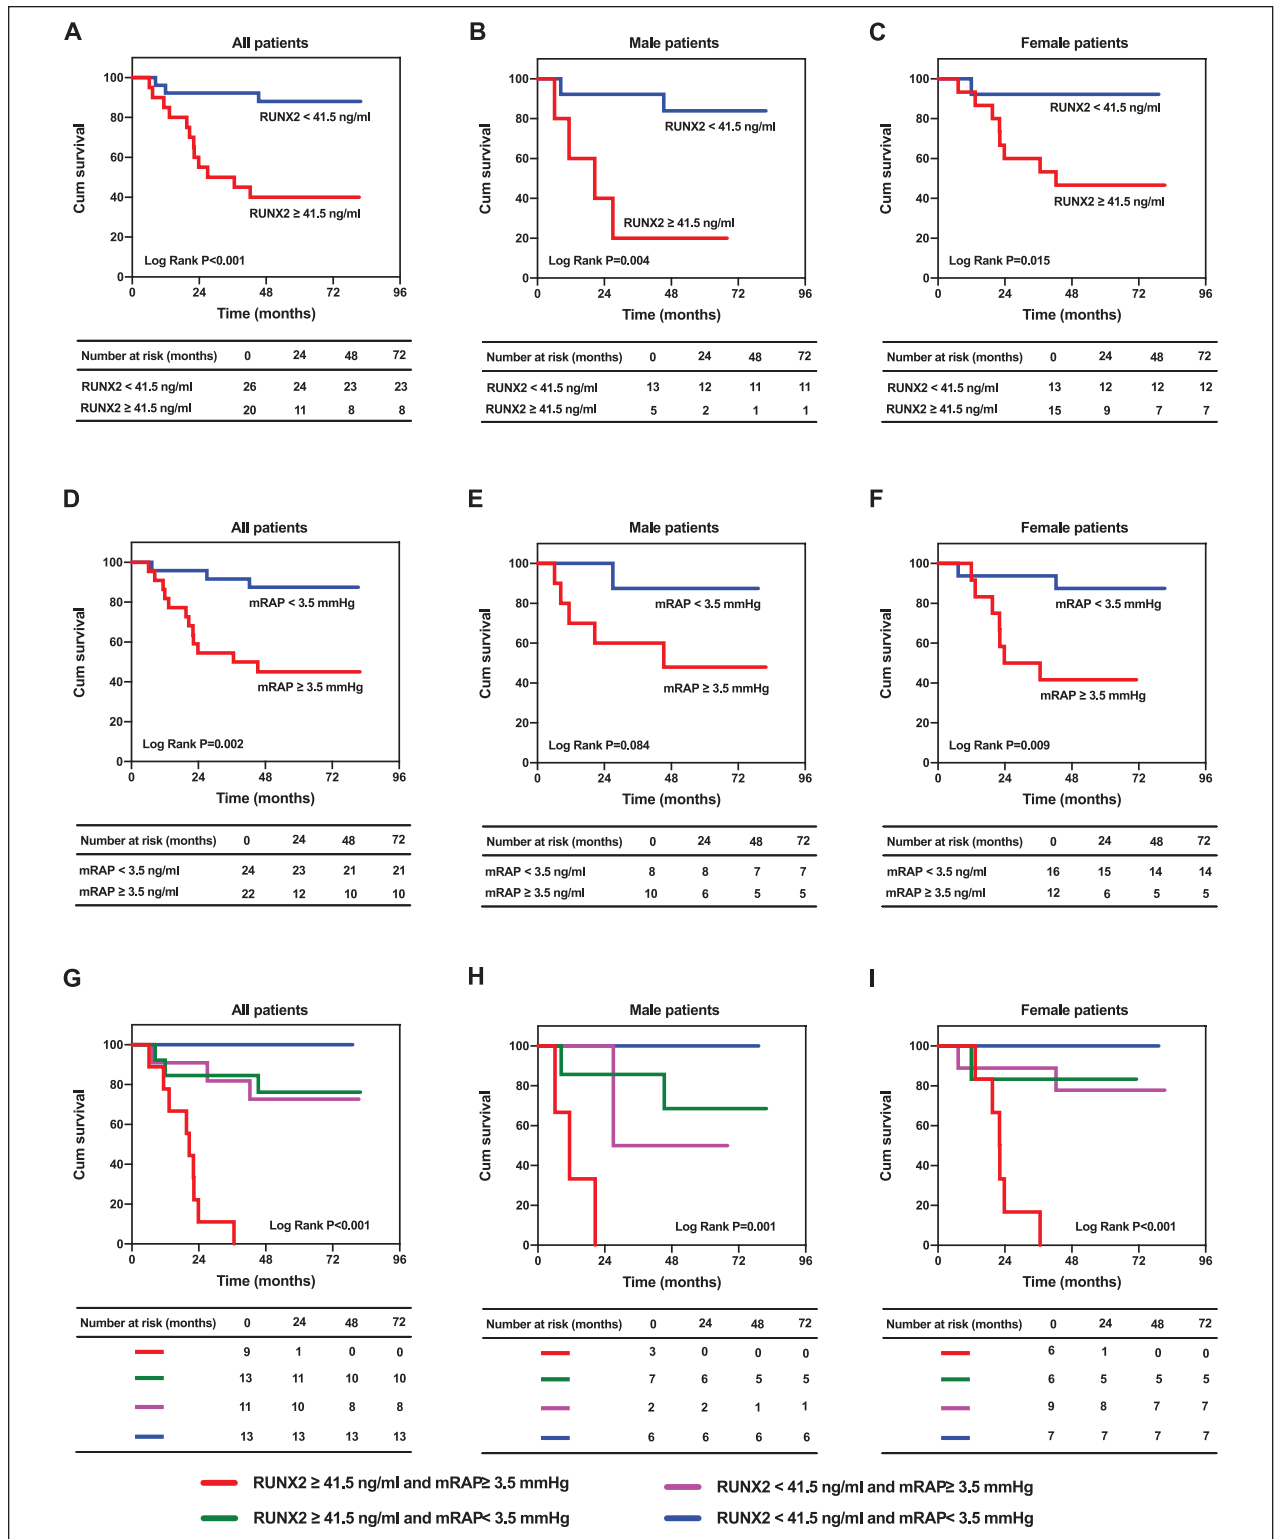 A
All patients
Cum survival
100
80
60
40
20
0
RUNX2 < 41.5 ng/ml
RUNX2 ≥ 41.5 ng/ml
Log Rank P<0.001
0 24 48 72 96
Time (months)
Number at risk (months) 0 24 48 72
RUNX2 < 41.5 ng/ml 26 24 23 23
RUNX2 ≥ 41.5 ng/ml 20 11 8 8
B
Male patients
Cum survival
100
80
60
40
20
0
RUNX2 < 41.5 ng/ml
RUNX2 ≥ 41.5 ng/ml
Log Rank P=0.004
0 24 48 72 96
Time (months)
Number at risk (months) 0 24 48 72
RUNX2 < 41.5 ng/ml 13 12 11 11
RUNX2 ≥ 41.5 ng/ml 5 2 1 1
C
Female patients
Cum survival
100
80
60
40
20
0
RUNX2 < 41.5 ng/ml
RUNX2 ≥ 41.5 ng/ml
Log Rank P=0.015
0 24 48 72 96
Time (months)
Number at risk (months) 0 24 48 72
RUNX2 < 41.5 ng/ml 13 12 12 12
RUNX2 ≥ 41.5 ng/ml 15 9 7 7
D
All patients
Cum survival
100
80
60
40
20
0
mRAP < 3.5 mmHg
mRAP ≥ 3.5 mmHg
Log Rank P=0.002
0 24 48 72 96
Time (months)
Number at risk (months) 0 24 48 72
mRAP < 3.5 ng/ml 24 23 21 21
mRAP ≥ 3.5 ng/ml 22 12 10 10
E
Male patients
Cum survival
100
80
60
40
20
0
mRAP < 3.5 mmHg
mRAP ≥ 3.5 mmHg
Log Rank P=0.084
0 24 48 72 96
Time (months)
Number at risk (months) 0 24 48 72
mRAP < 3.5 ng/ml 8 8 7 7
mRAP ≥ 3.5 ng/ml 10 6 5 5
F
Female patients
Cum survival
100
80
60
40
20
0
mRAP < 3.5 mmHg
mRAP ≥ 3.5 mmHg
Log Rank P=0.009
0 24 48 72 96
Time (months)
Number at risk (months) 0 24 48 72
mRAP < 3.5 ng/ml 16 15 14 14
mRAP ≥ 3.5 ng/ml 12 6 5 5
G
All patients
Cum survival
100
80
60
40
20
0
Log Rank P<0.001
0 24 48 72 96
Time (months)
Number at risk (months) 0 24 48 72
9 1 0 0
13 11 10 10
11 10 8 8
13 13 13 13
H
Male patients
Cum survival
100
80
60
40
20
0
Log Rank P=0.001
0 24 48 72 96
Time (months)
Number at risk (months) 0 24 48 72
3 0 0 0
7 6 5 5
2 2 1 1
6 6 6 6
I
Female patients
Cum survival
100
80
60
40
20
0
Log Rank P<0.001
0 24 48 72 96
Time (months)
Number at risk (months) 0 24 48 72
6 1 0 0
6 5 5 5
9 8 7 7
7 7 7 7
RUNX2 ≥ 41.5 ng/ml and mRAP≥ 3.5 mmHg
RUNX2 < 41.5 ng/ml and mRAP≥ 3.5 mmHg
RUNX2 ≥ 41.5 ng/ml and mRAP< 3.5 mmHg
RUNX2 < 41.5 ng/ml and mRAP< 3.5 mmHg